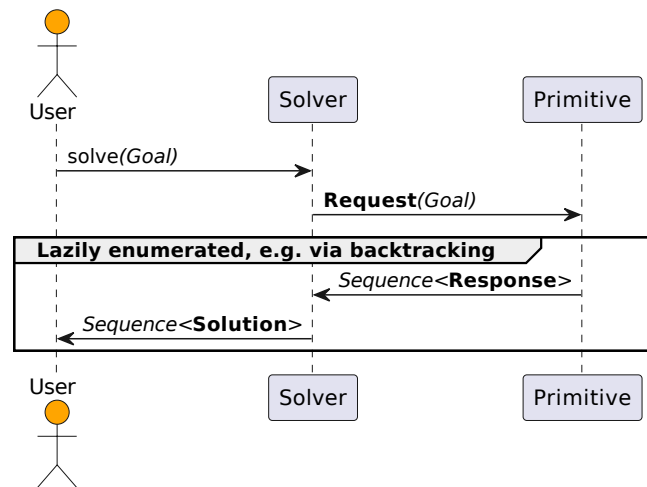 User
Solver
Primitive
solve(Goal)
Request(Goal)
Lazily enumerated, e.g. via backtracking
Sequence<Response>
Sequence<Solution>
User
Solver
Primitive